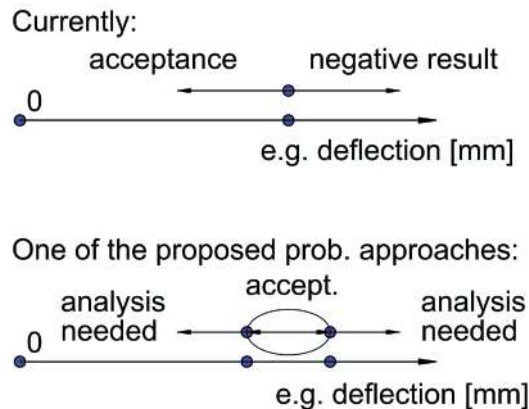 Currently:
acceptance negative result
0
e.g. deflection [mm]
One of the proposed prob. approaches:
accept.
analysis needed
analysis needed
0
e.g. deflection [mm]